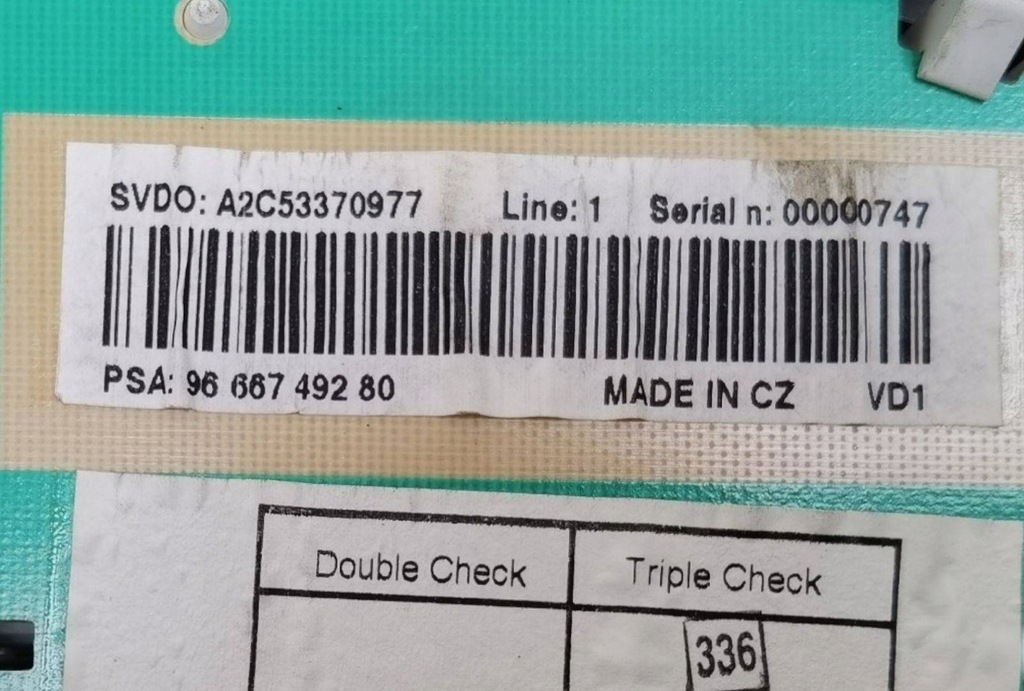 SVDO: A2C53370977 Line: 1 Serial n: 00000747
PSA: 96 667 492 80 MADE IN CZ VD1
Double Check Triple Check
336